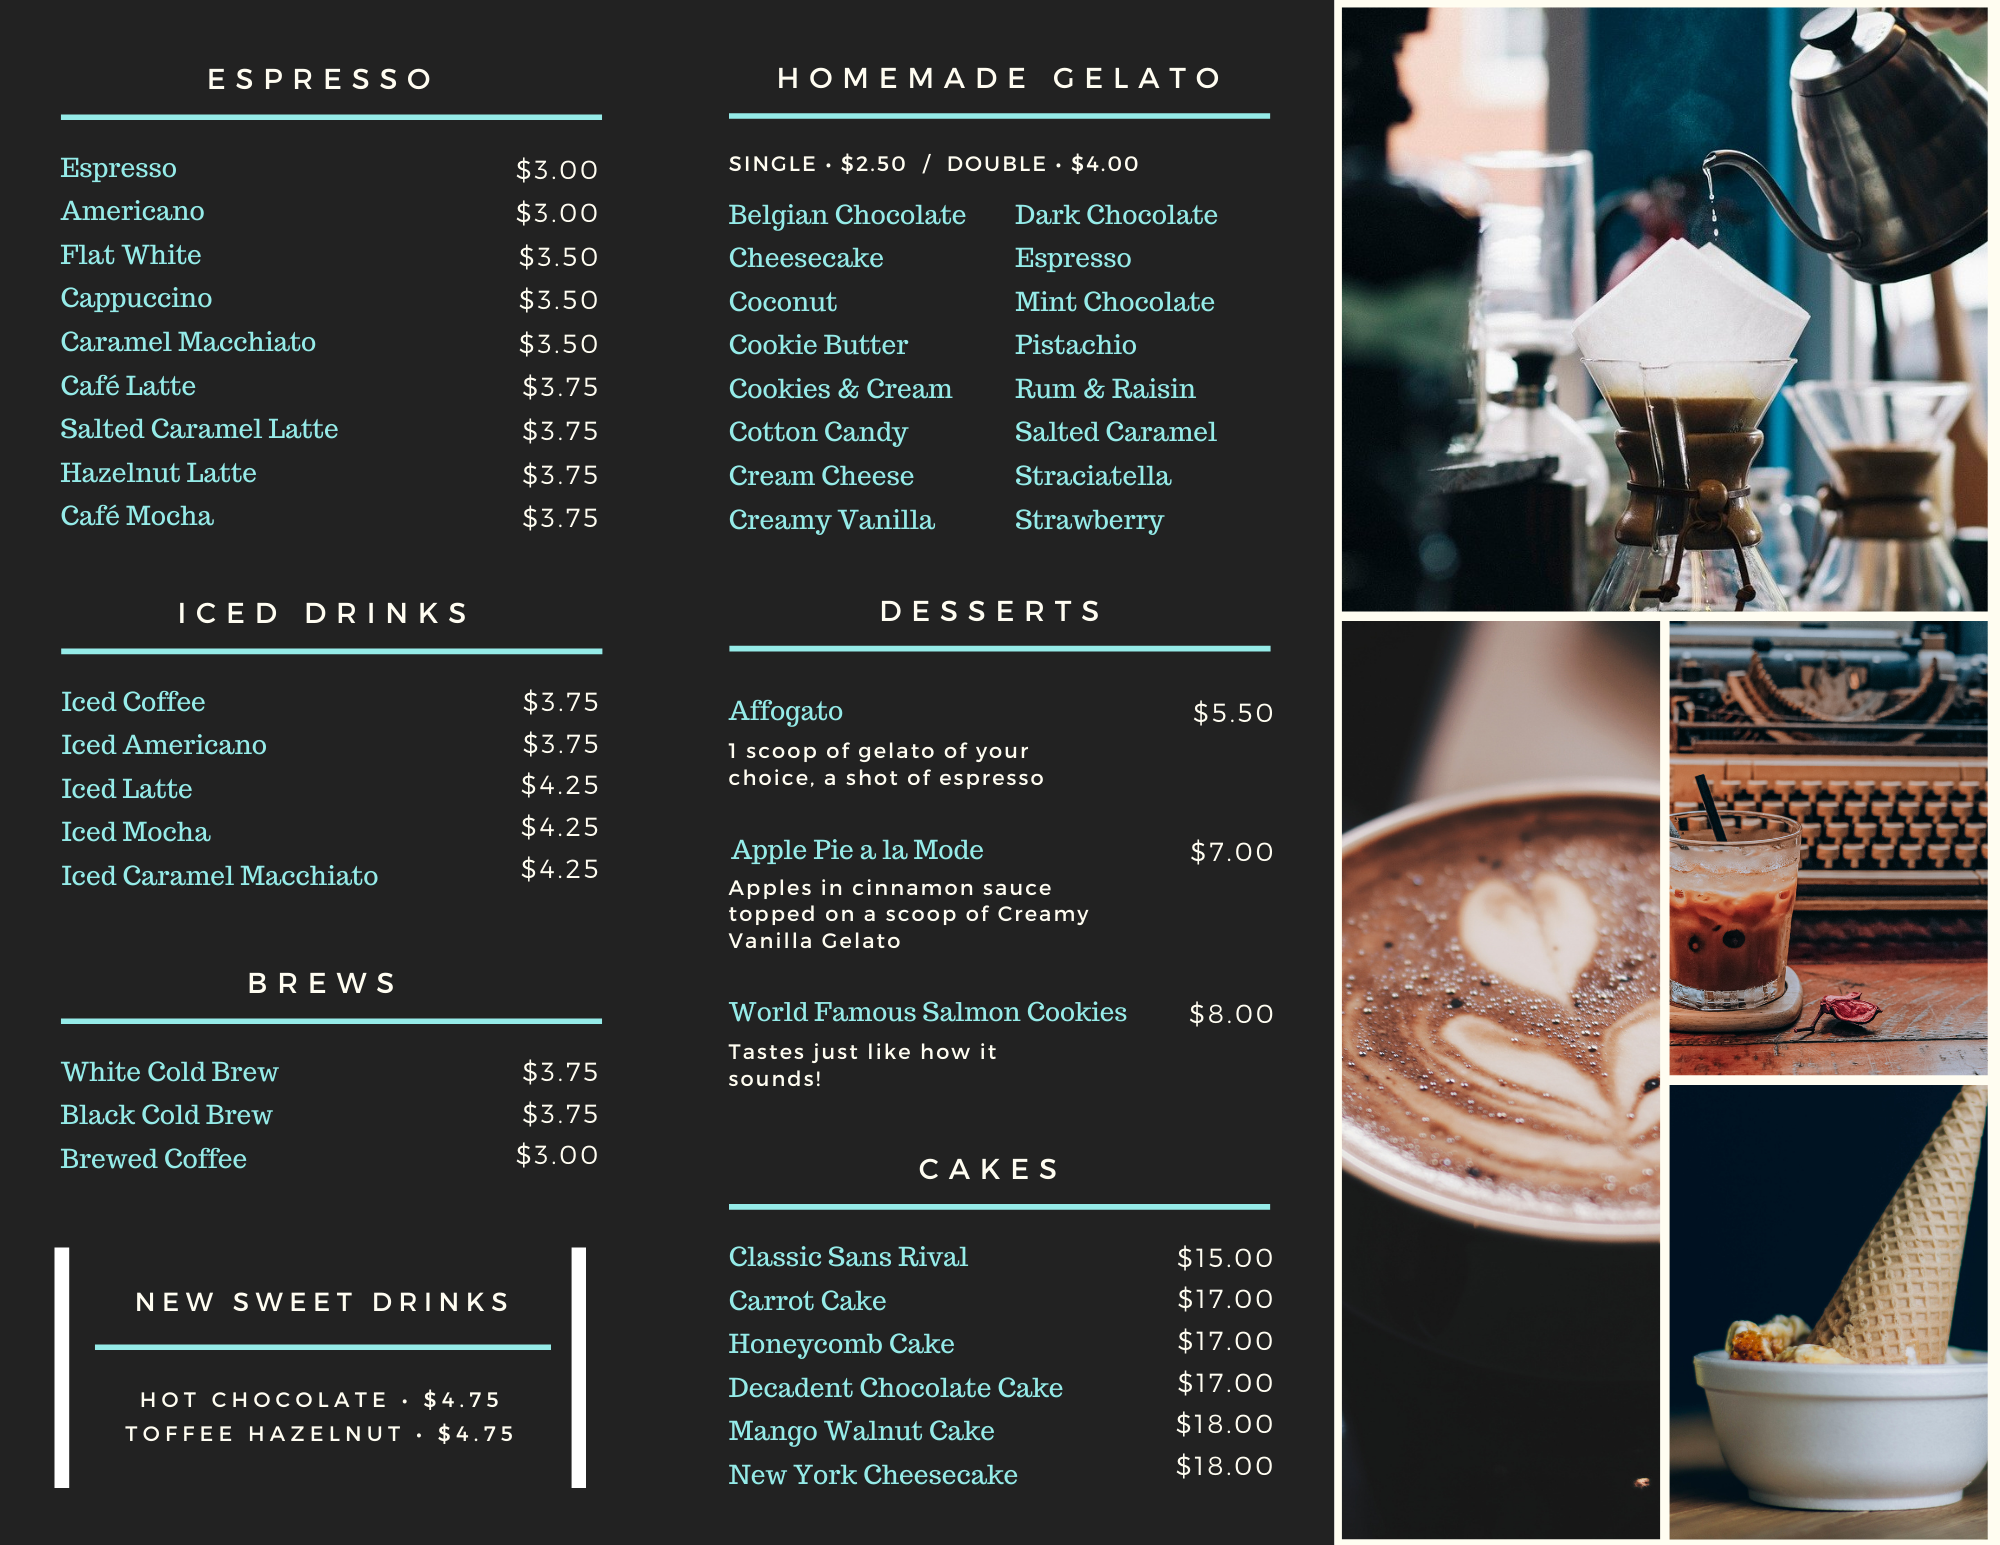 ESPRESSO
Espresso $3.00
Americano $3.00
Flat White $3.50
Cappuccino $3.50
Caramel Macchiato $3.50
Café Latte $3.75
Salted Caramel Latte $3.75
Hazelnut Latte $3.75
Café Mocha $3.75
ICED DRINKS
Iced Coffee $3.75
Iced Americano $3.75
Iced Latte $4.25
Iced Mocha $4.25
Iced Caramel Macchiato $4.25
BREWS
White Cold Brew $3.75
Black Cold Brew $3.75
Brewed Coffee $3.00
NEW SWEET DRINKS
HOT CHOCOLATE • $4.75
TOFFEE HAZELNUT • $4.75
HOMEMADE GELATO
SINGLE • $2.50 / DOUBLE • $4.00
Belgian Chocolate Dark Chocolate
Cheesecake Espresso
Coconut Mint Chocolate
Cookie Butter Pistachio
Cookies & Cream Rum & Raisin
Cotton Candy Salted Caramel
Cream Cheese Straciatella
Creamy Vanilla Strawberry
DESSERTS
Affogato $5.50
1 scoop of gelato of your
choice, a shot of espresso
Apple Pie a la Mode $7.00
Apples in cinnamon sauce
topped on a scoop of Creamy
Vanilla Gelato
World Famous Salmon Cookies $8.00
Tastes just like how it
sounds!
CAKES
Classic Sans Rival $15.00
Carrot Cake $17.00
Honeycomb Cake $17.00
Decadent Chocolate Cake $17.00
Mango Walnut Cake $18.00
New York Cheesecake $18.00